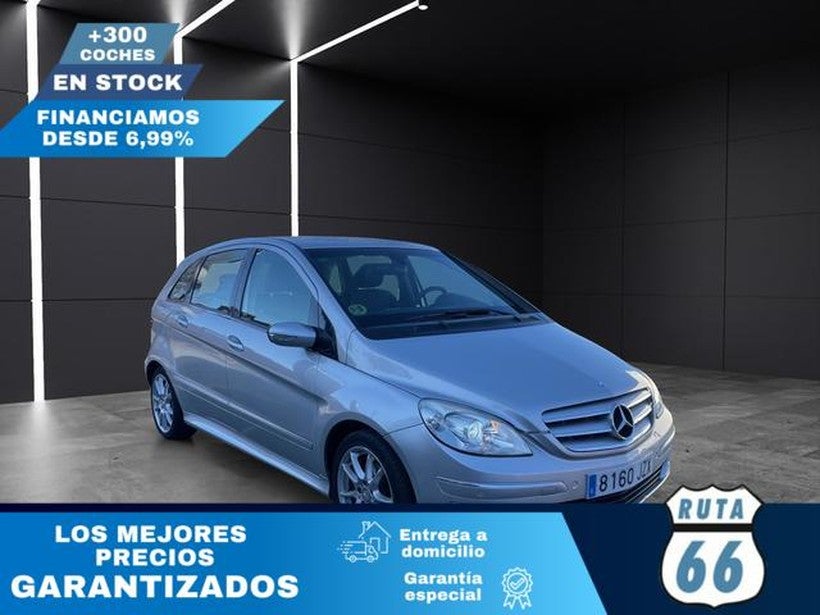 +300
COCHES
EN STOCK
FINANCIAMOS
DESDE 6,99%
8160 JZX
LOS MEJORES
PRECIOS
GARANTIZADOS
Entrega a
domicilio
Garantía
especial
RUTA
66